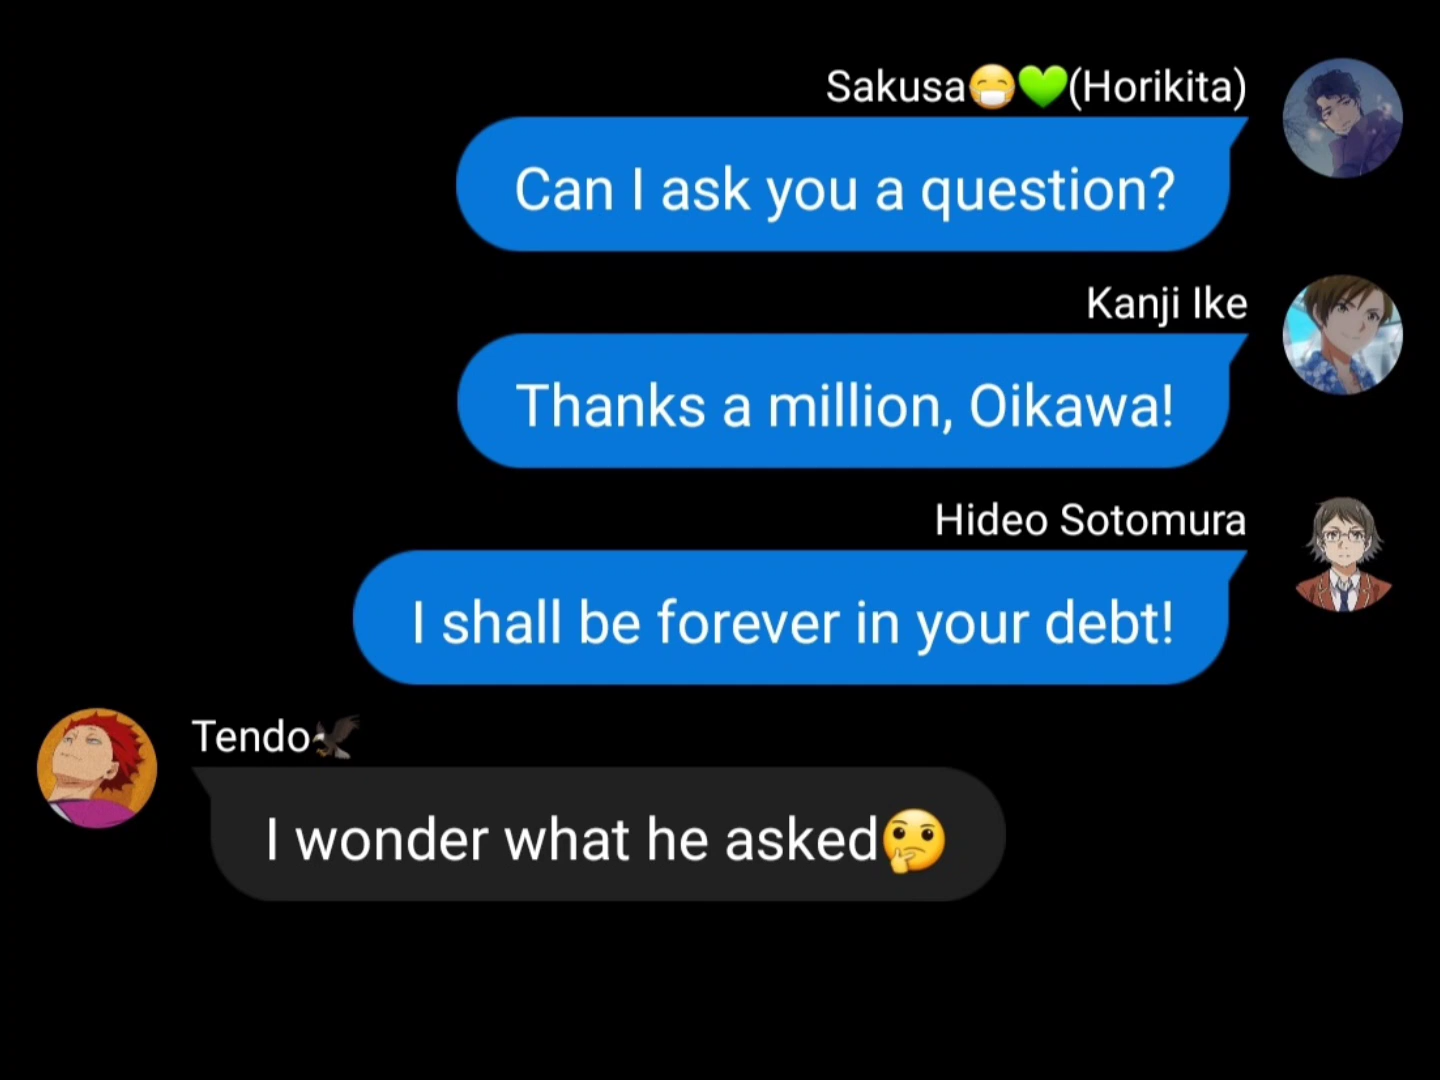 Sakusa😷💚(Horikita)
Can I ask you a question?
Kanji Ike
Thanks a million, Oikawa!
Hideo Sotomura
I shall be forever in your debt!
Tendo🦅
I wonder what he asked🤔